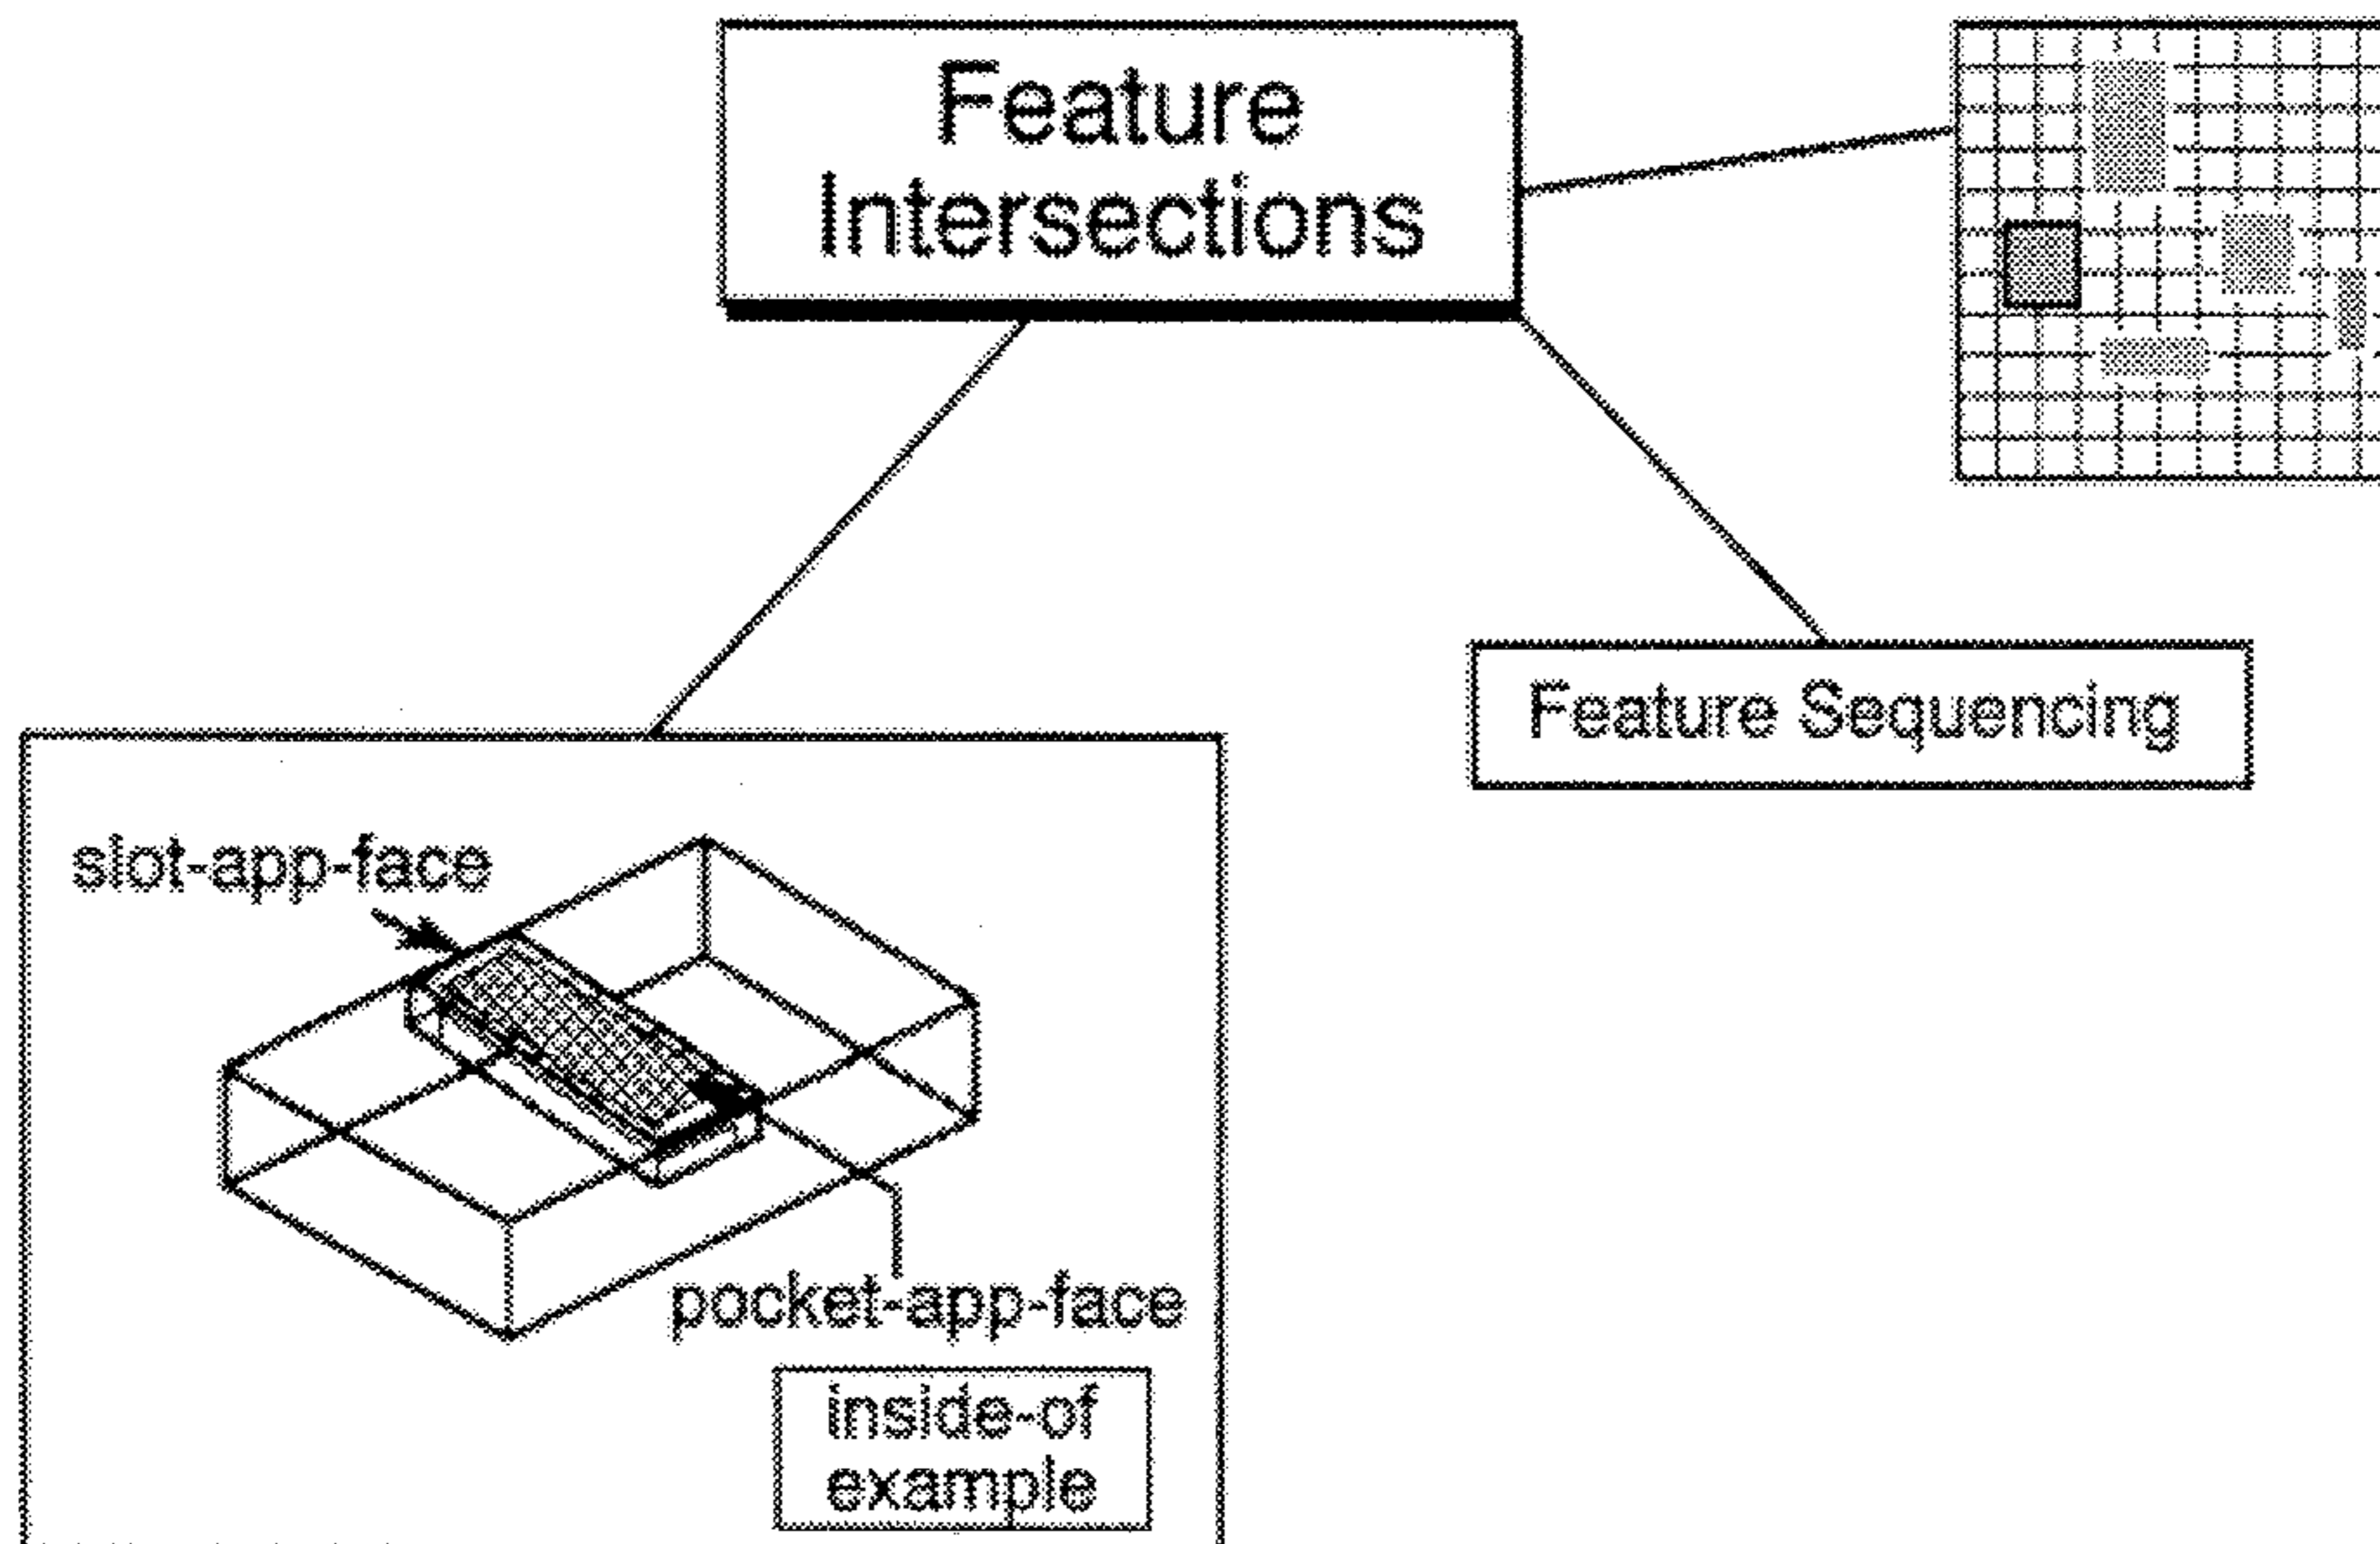 Feature
Intersections
Feature Sequencing
slot-app-face
pocket-app-face
inside-of
example